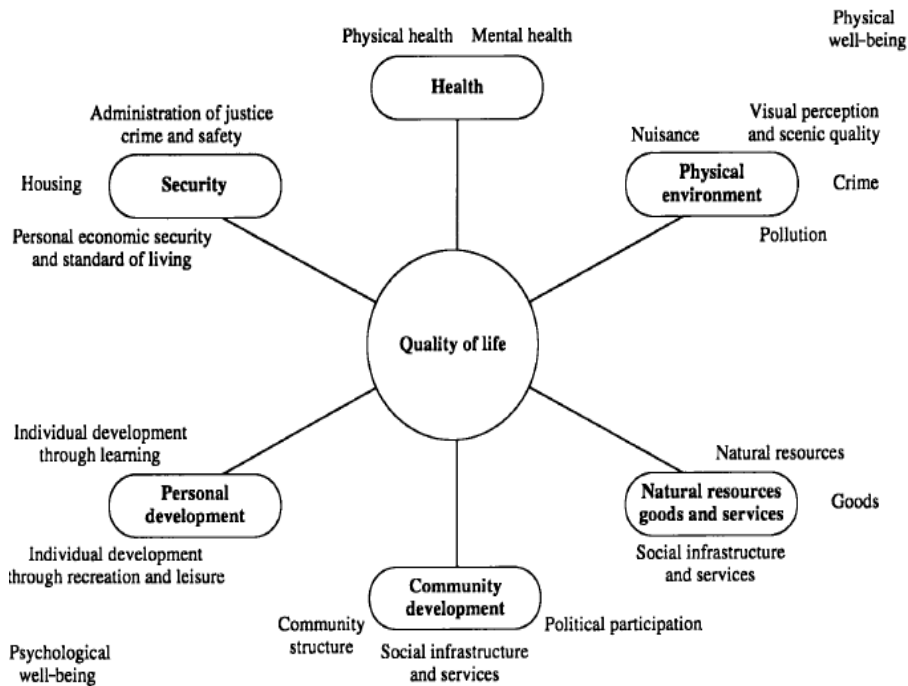 Physical
well-being
Physical health Mental health
Health
Administration of justice
crime and safety
Housing
Security
Personal economic security
and standard of living
Nuisance
Visual perception
and scenic quality
Physical
environment
Crime
Pollution
Quality of life
Individual development
through learning
Personal
development
Individual development
through recreation and leisure
Natural resources
Natural resources
goods and services
Goods
Social infrastructure
and services
Community
development
Community
structure
Political participation
Social infrastructure
and services
Psychological
well-being